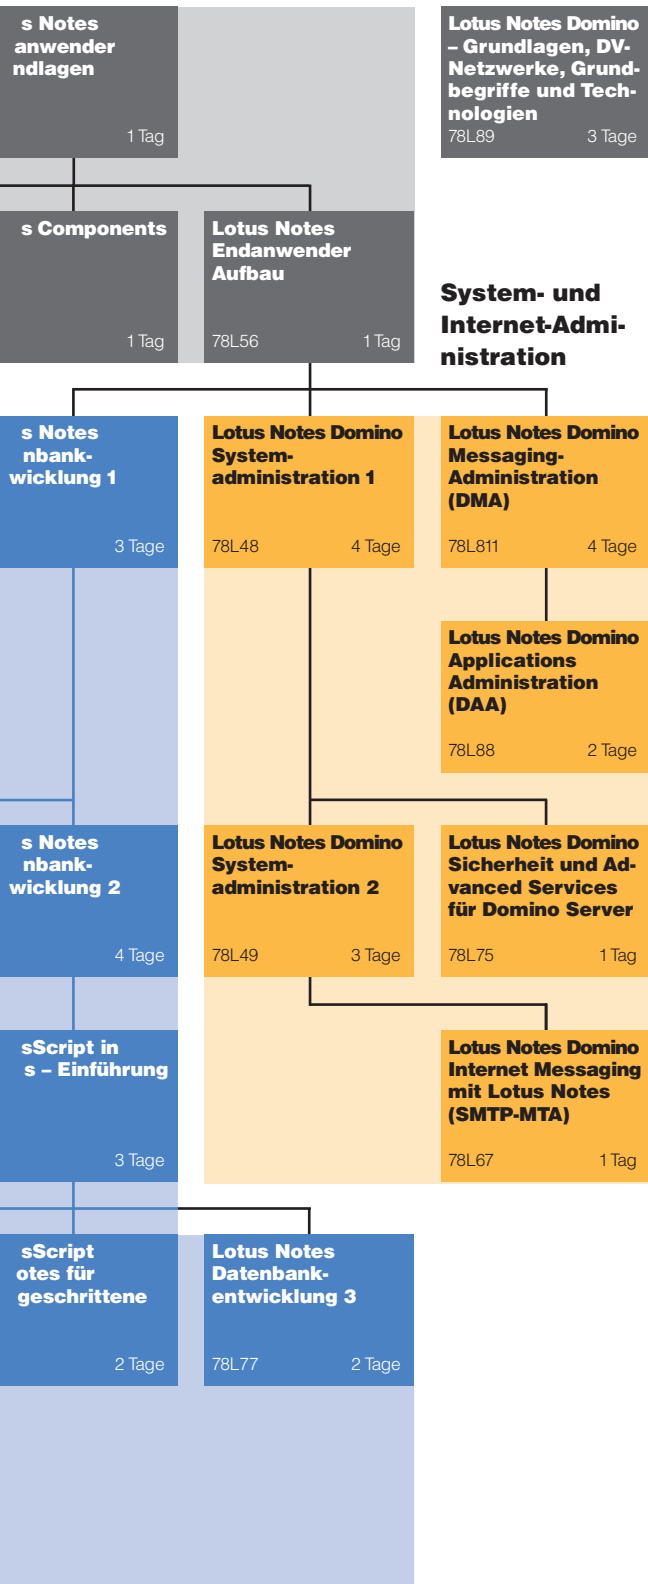 s Notes
anwender
ndlagen
1 Tag
Lotus Notes Domino
– Grundlagen, DV-
Netzwerke, Grund-
begriffe und Tech-
nologien
78L89 3 Tage
s Components
1 Tag
Lotus Notes
Endanwender
Aufbau
78L56 1 Tag
System- und
Internet-Admi-
nistration
s Notes
nbank-
wicklung 1
3 Tage
Lotus Notes Domino
System-
administration 1
78L48 4 Tage
Lotus Notes Domino
Messaging-
Administration
(DMA)
78L811 4 Tage
Lotus Notes Domino
Applications
Administration
(DAA)
78L88 2 Tage
s Notes
nbank-
wicklung 2
4 Tage
Lotus Notes Domino
System-
administration 2
78L49 3 Tage
Lotus Notes Domino
Sicherheit und Ad-
vanced Services
für Domino Server
78L75 1 Tag
sScript in
s – Einführung
3 Tage
Lotus Notes Domino
Internet Messaging
mit Lotus Notes
(SMTP-MTA)
78L67 1 Tag
sScript
otes für
geschrittene
2 Tage
Lotus Notes
Datenbank-
entwicklung 3
78L77 2 Tage